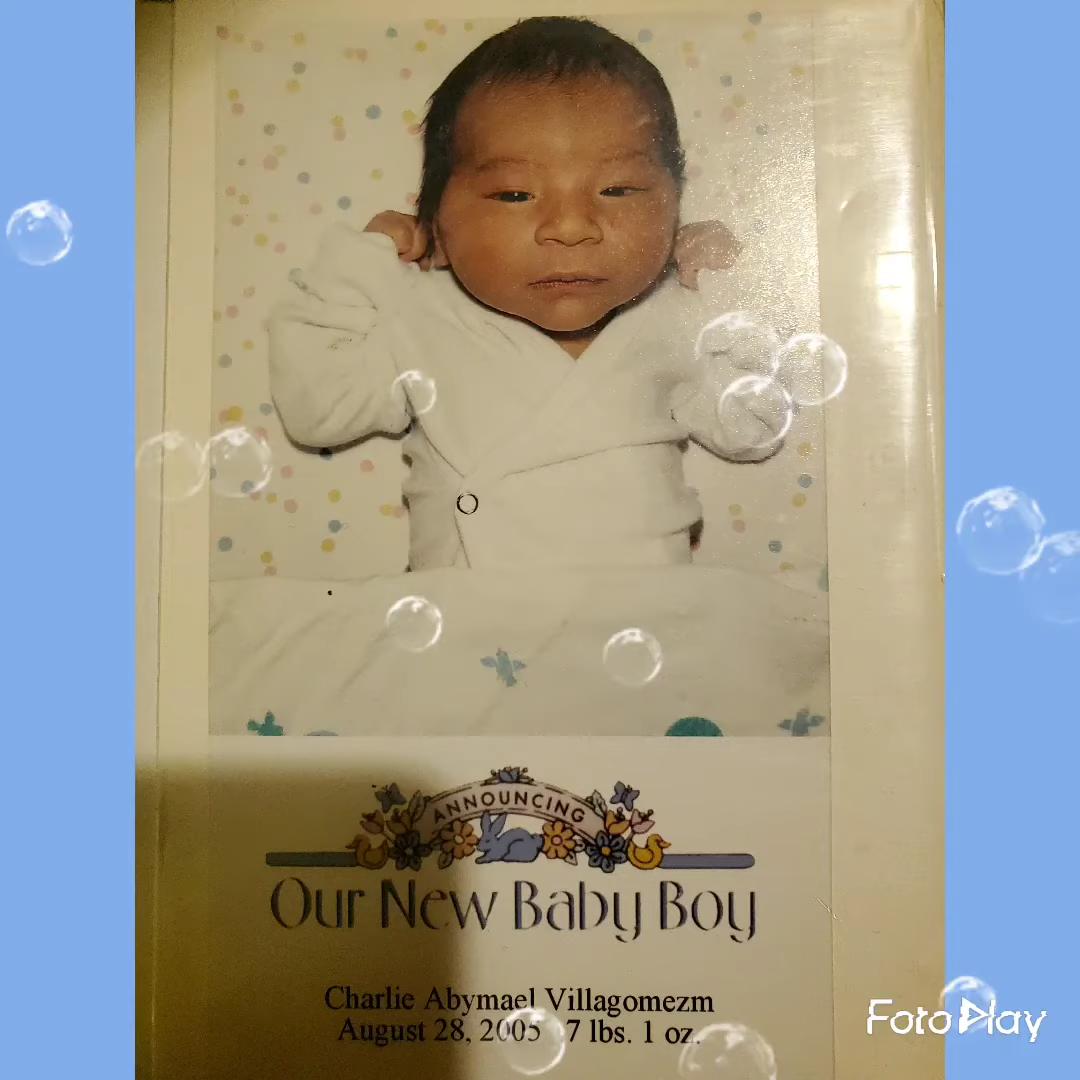 ANNOUNCING
Our New Baby Boy
Charlie Abymael Villagomezm
August 28, 2005 7 lbs. 1 oz.
FotoPlay